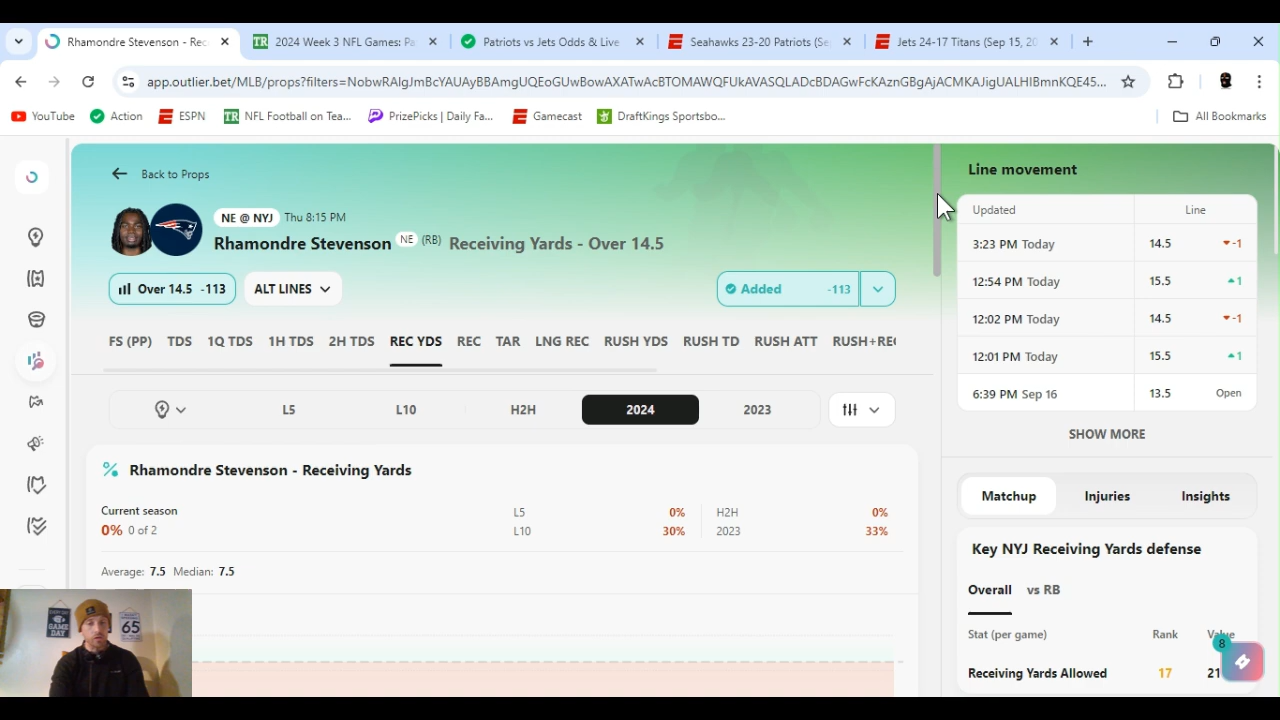 Rhamondre Stevenson - Rec
2024 Week 3 NFL Games: Pa
Patriots vs Jets Odds & Live
Seahawks 23-20 Patriots (Se
Jets 24-17 Titans (Sep 15, 20
YouTube
Action
ESPN
NFL Football on Tea...
PrizePicks | Daily Fa...
Gamecast
DraftKings Sportsbo...
All Bookmarks
Back to Props
NE @ NYJ Thu 8:15 PM
Rhamondre Stevenson NE (RB) Receiving Yards - Over 14.5
Over 14.5 -113
ALT LINES
Added -113
FS (PP) TDS 1Q TDS 1H TDS 2H TDS REC YDS REC TAR LNG REC RUSH YDS RUSH TD RUSH ATT RUSH+REC
L5 L10 H2H 2024 2023
Rhamondre Stevenson - Receiving Yards
Current season
0% 0 of 2
L5 0%
L10 30%
H2H 0%
2023 33%
Average: 7.5 Median: 7.5
Line movement
Updated Line
3:23 PM Today 14.5 -1
12:54 PM Today 15.5 1
12:02 PM Today 14.5 -1
12:01 PM Today 15.5 1
6:39 PM Sep 16 13.5 Open
SHOW MORE
Matchup Injuries Insights
Key NYJ Receiving Yards defense
Overall vs RB
Stat (per game) Rank Value
Receiving Yards Allowed 17 21
8
GAME
DAY
65